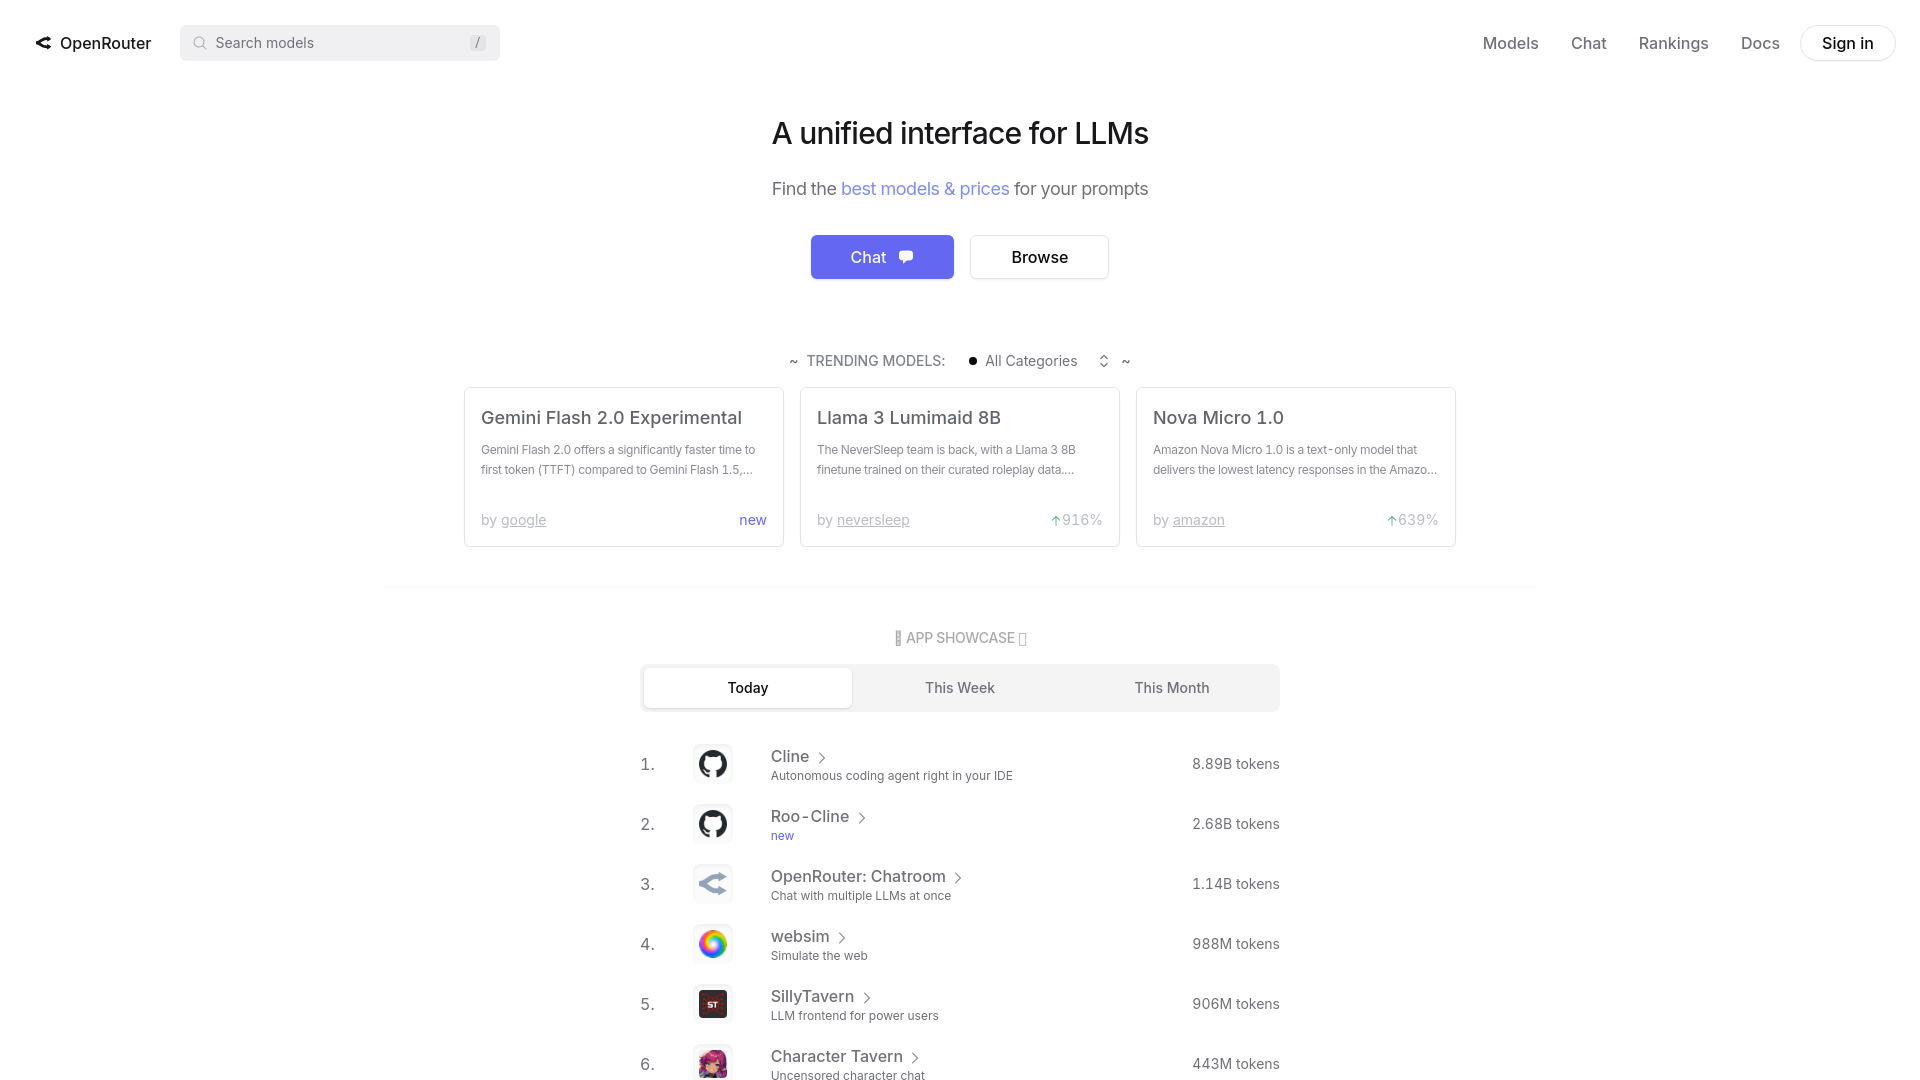 OpenRouter
Search models
/
Models
Chat
Rankings
Docs
Sign in
A unified interface for LLMs
Find the best models & prices for your prompts
Chat
Browse
~ TRENDING MODELS: All Categories ~
Gemini Flash 2.0 Experimental
Gemini Flash 2.0 offers a significantly faster time to
first token (TTFT) compared to Gemini Flash 1.5,...
by google
new
Llama 3 Lumimaid 8B
The NeverSleep team is back, with a Llama 3 8B
finetune trained on their curated roleplay data....
by neversleep
↑916%
Nova Micro 1.0
Amazon Nova Micro 1.0 is a text-only model that
delivers the lowest latency responses in the Amazo...
by amazon
↑639%
APP SHOWCASE
Today
This Week
This Month
1.
Cline
Autonomous coding agent right in your IDE
8.89B tokens
2.
Roo-Cline
new
2.68B tokens
3.
OpenRouter: Chatroom
Chat with multiple LLMs at once
1.14B tokens
4.
websim
Simulate the web
988M tokens
5.
ST
SillyTavern
LLM frontend for power users
906M tokens
6.
Character Tavern
Uncensored character chat
443M tokens